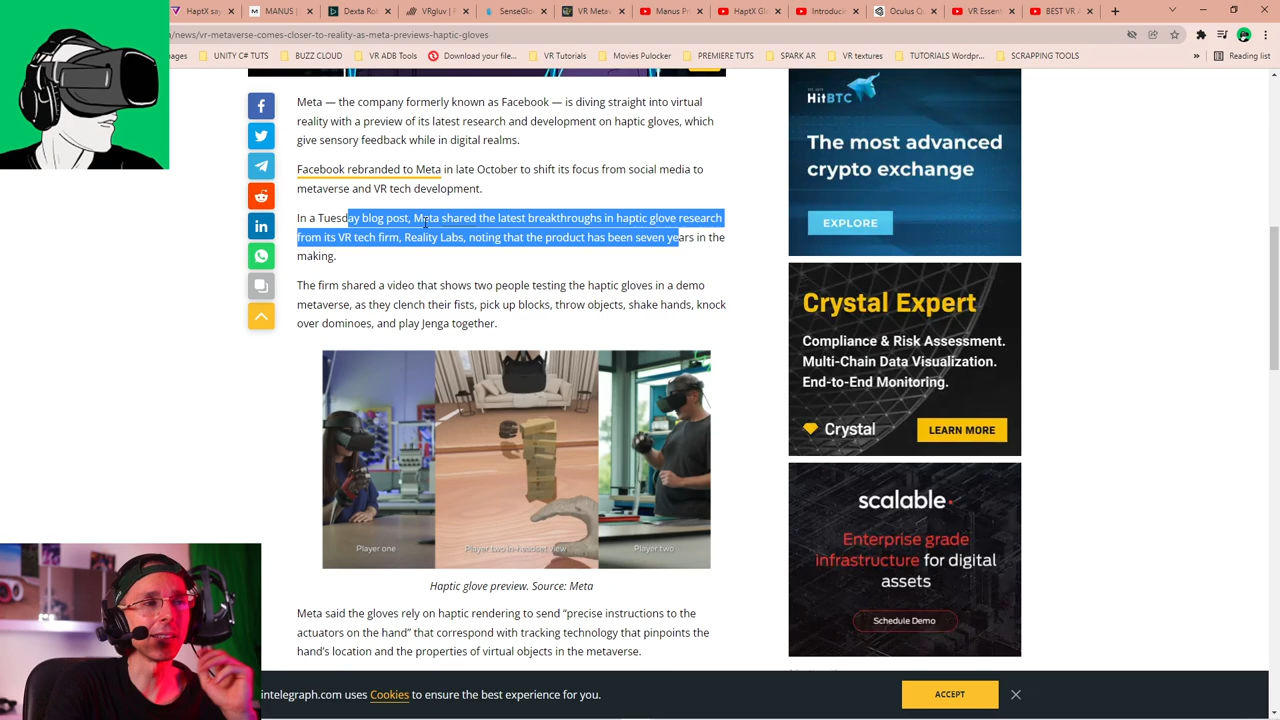 HaptX s
MANUS |
Dexta Rob
VRgluv | R
SenseGlo
VR Metav
Manus Pr
HaptX Gl
Introducir
Oculus Q
VR Essent
BEST VR A
/news/vr-metaverse-comes-closer-to-reality-as-meta-previews-haptic-gloves
mages
UNITY C# TUTS
BUZZ CLOUD
VR ADB Tools
Download your file...
VR Tutorials
Movies Pulocker
PREMIERE TUTS
SPARK AR
VR textures
TUTORIALS Wordpr...
SCRAPPING TOOLS
»
Reading list
Meta — the company formerly known as Facebook — is diving straight into virtual
reality with a preview of its latest research and development on haptic gloves, which
give sensory feedback while in digital realms.
Facebook rebranded to Meta in late October to shift its focus from social media to
metaverse and VR tech development.
In a Tuesday blog post, Meta shared the latest breakthroughs in haptic glove research
from its VR tech firm, Reality Labs, noting that the product has been seven years in the
making.
The firm shared a video that shows two people testing the haptic gloves in a demo
metaverse, as they clench their fists, pick up blocks, throw objects, shake hands, knock
over dominoes, and play Jenga together.
Player one
Player two in-headset view
Player two
Haptic glove preview. Source: Meta
Meta said the gloves rely on haptic rendering to send “precise instructions to the
actuators on the hand” that correspond with tracking technology that pinpoints the
hand’s location and the properties of virtual objects in the metaverse.
HitBTC
The most advanced
crypto exchange
EXPLORE
Crystal Expert
Compliance & Risk Assessment.
Multi-Chain Data Visualization.
End-to-End Monitoring.
Crystal
LEARN MORE
scalable
Enterprise grade
infrastructure for digital
assets
Schedule Demo
intelegraph.com uses Cookies to ensure the best experience for you.
ACCEPT